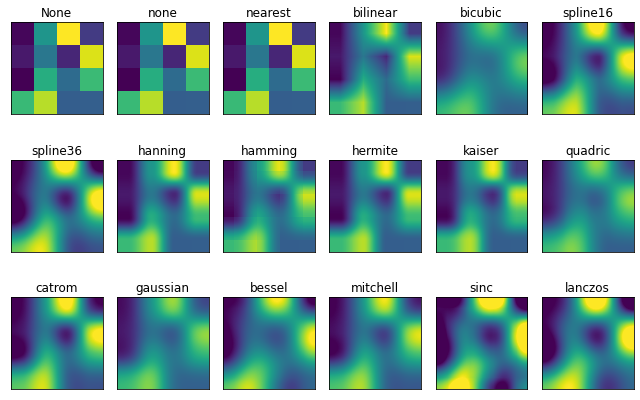 None none nearest bilinear bicubic spline16
spline36 hanning hamming hermite kaiser quadric
catrom gaussian bessel mitchell sinc lanczos